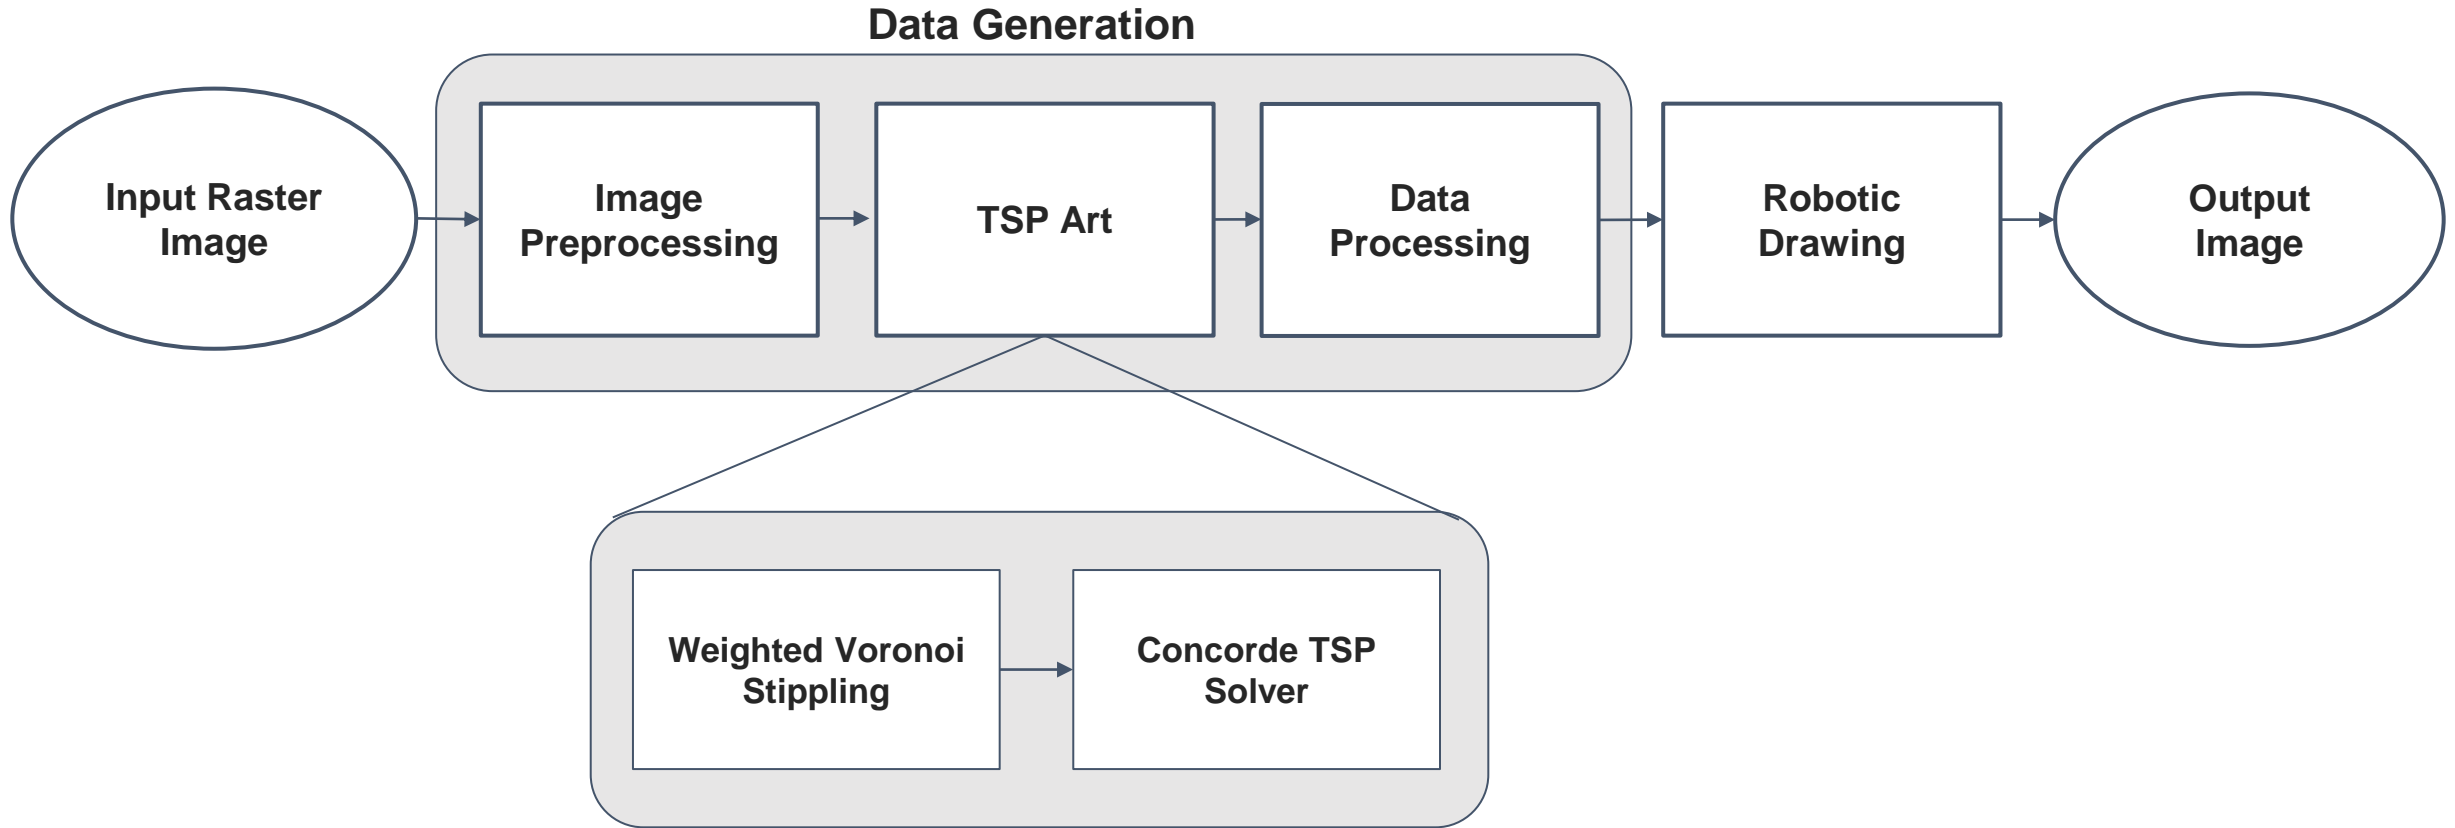 Data Generation
Input Raster
Image
Image
Preprocessing
TSP Art
Data
Processing
Robotic
Drawing
Output
Image
Weighted Voronoi
Stippling
Concorde TSP
Solver